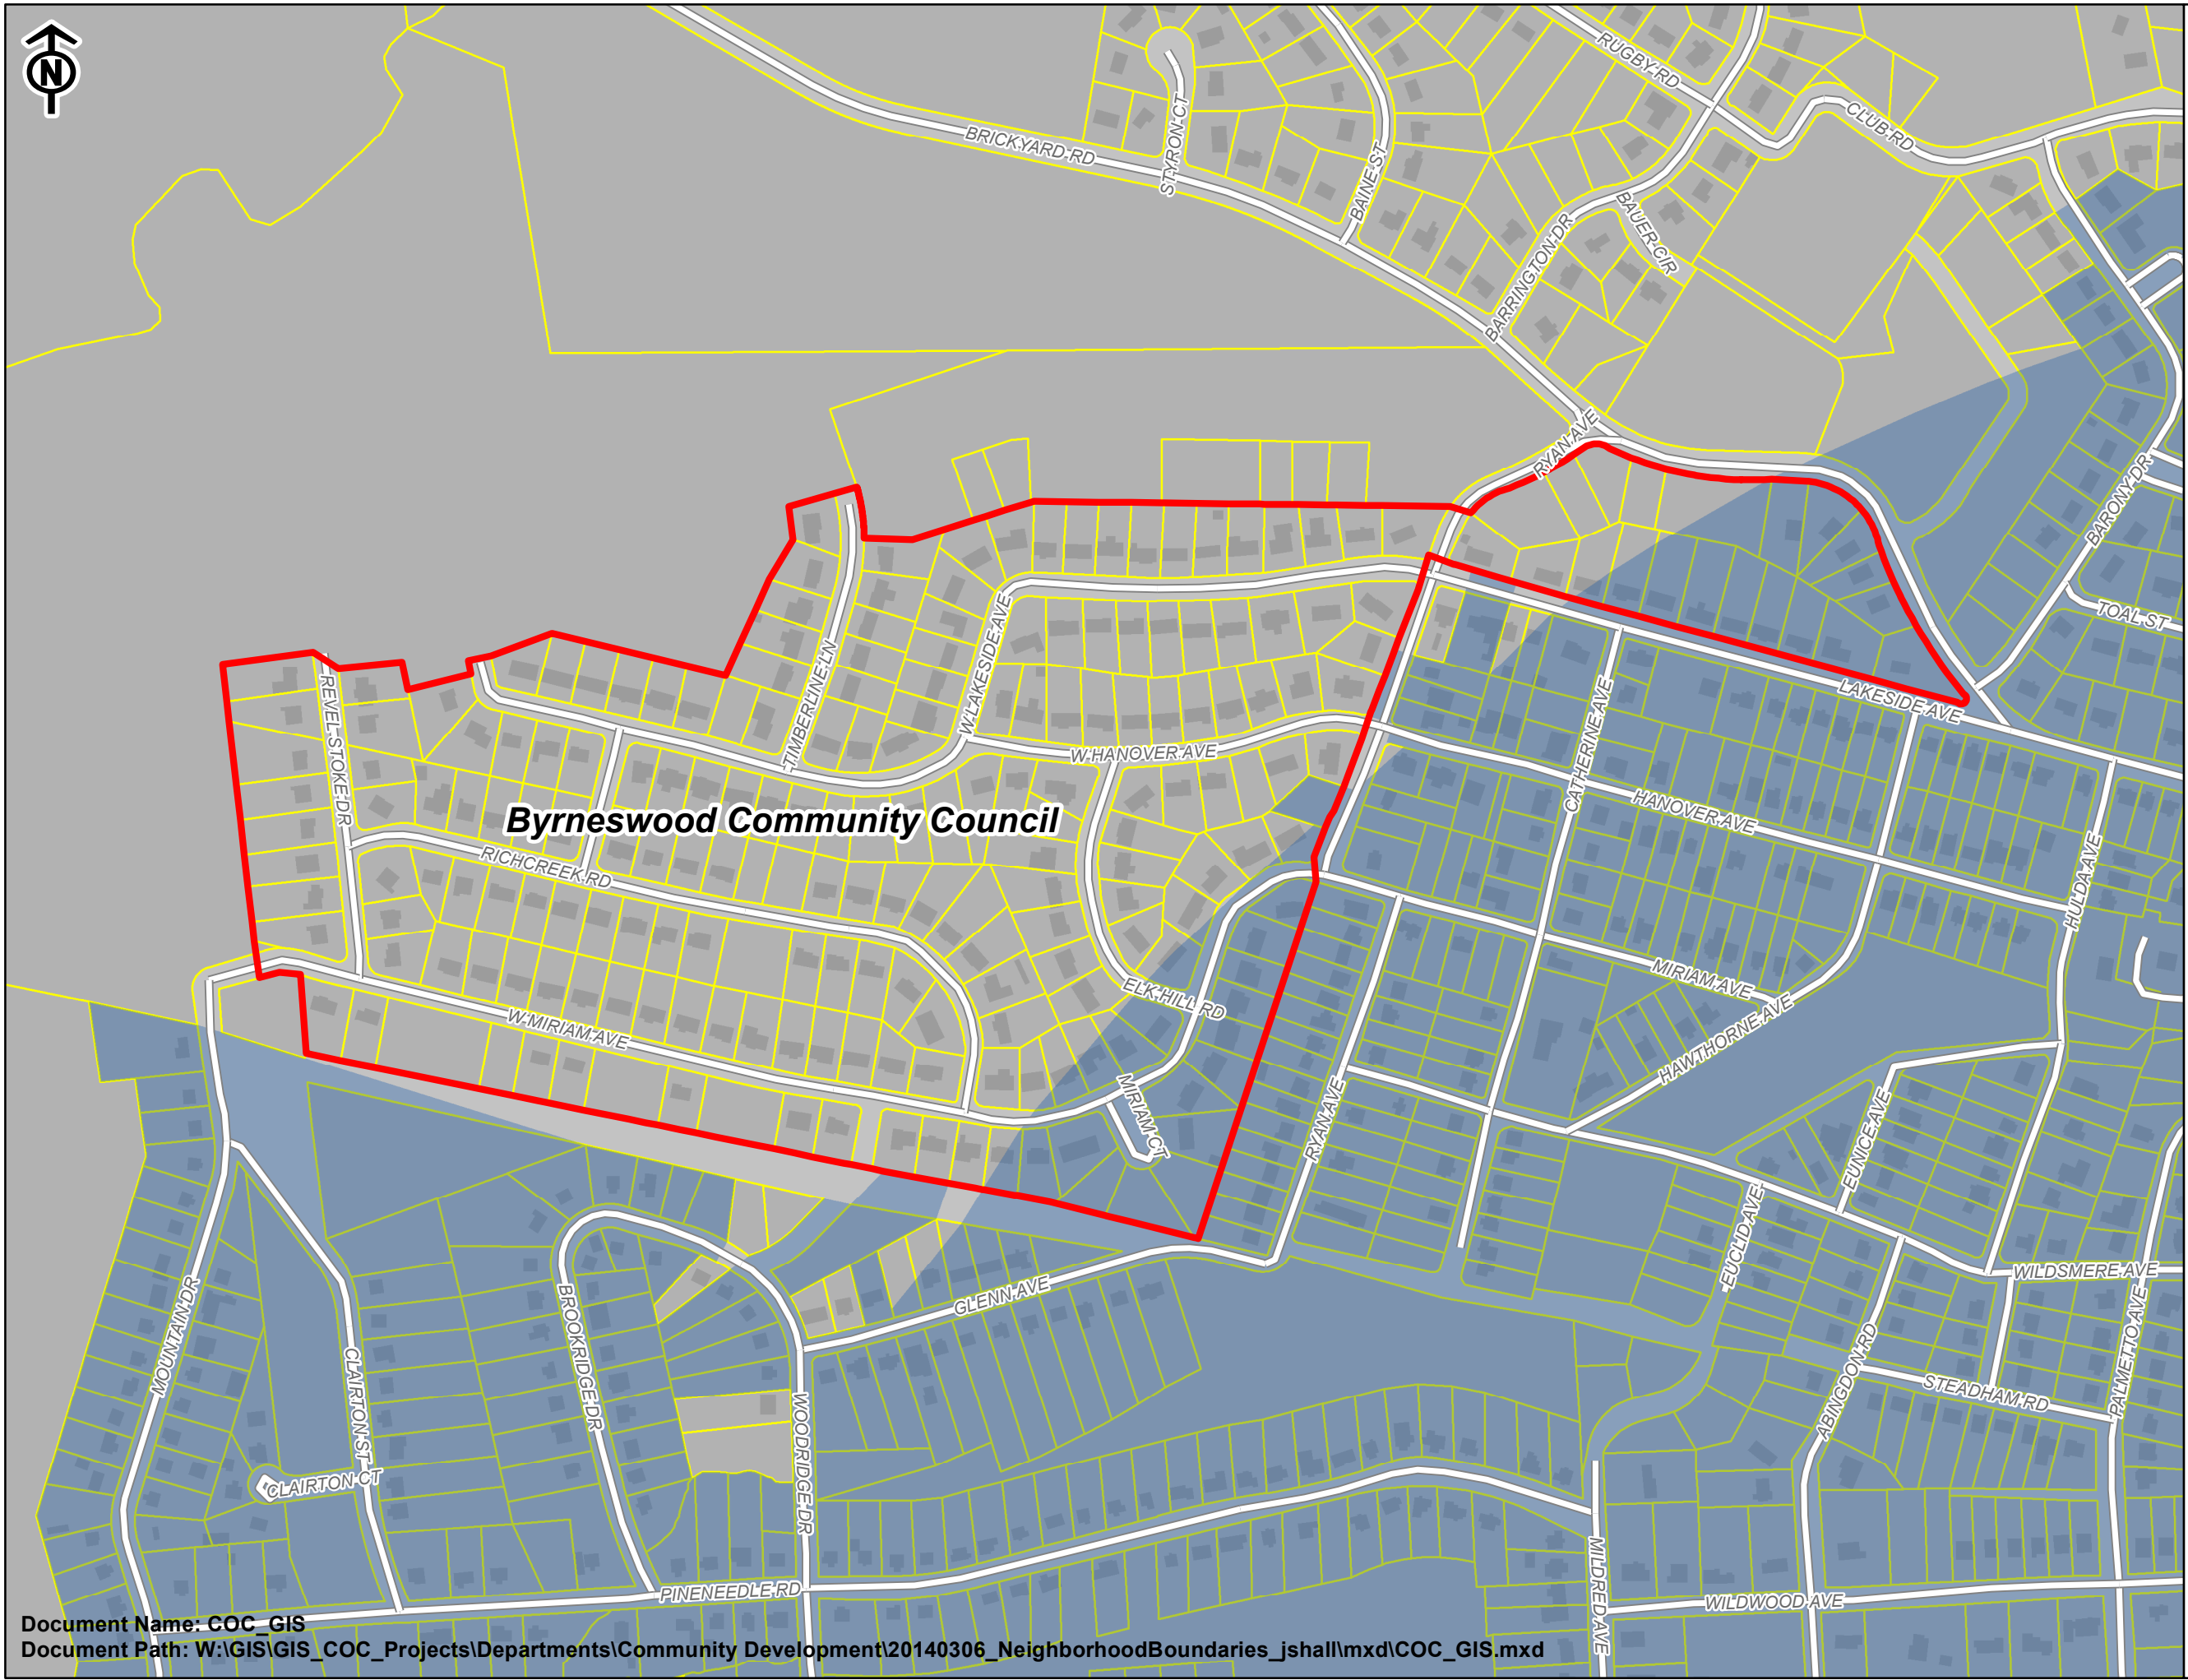 N
RUGBY RD
CLUB RD
BRICKYARD RD
STYRON CT
BAINE ST
BAUER CIR
BARRINGTON DR
RYAN AVE
BARONY DR
TOAL ST
W LAKESIDE AVE
TIMBERLINE LN
REVEL STOKE DR
LAKESIDE AVE
CATHERINE AVE
W HANOVER AVE
HANOVER AVE
Byrneswood Community Council
RICHCREEK RD
HULDA AVE
MIRIAM AVE
ELK HILL RD
W MIRIAM AVE
HAWTHORNE AVE
MIRIAM CT
RYAN AVE
EUNICE AVE
EUCLID AVE
WILDSMERE AVE
GLENN AVE
MOUNTAIN DR
BROOKRIDGE DR
CLAIRTON ST
PALMETTO AVE
ABINGDON RD
STEADHAM RD
WOODRIDGE DR
CLAIRTON CT
PINENEEDLE RD
MILDRED AVE
WILDWOOD AVE
Document Name: COC_GIS
Document Path: W:\GIS\GIS_COC_Projects\Departments\Community Development\20140306_NeighborhoodBoundaries_jshall\mxd\COC_GIS.mxd